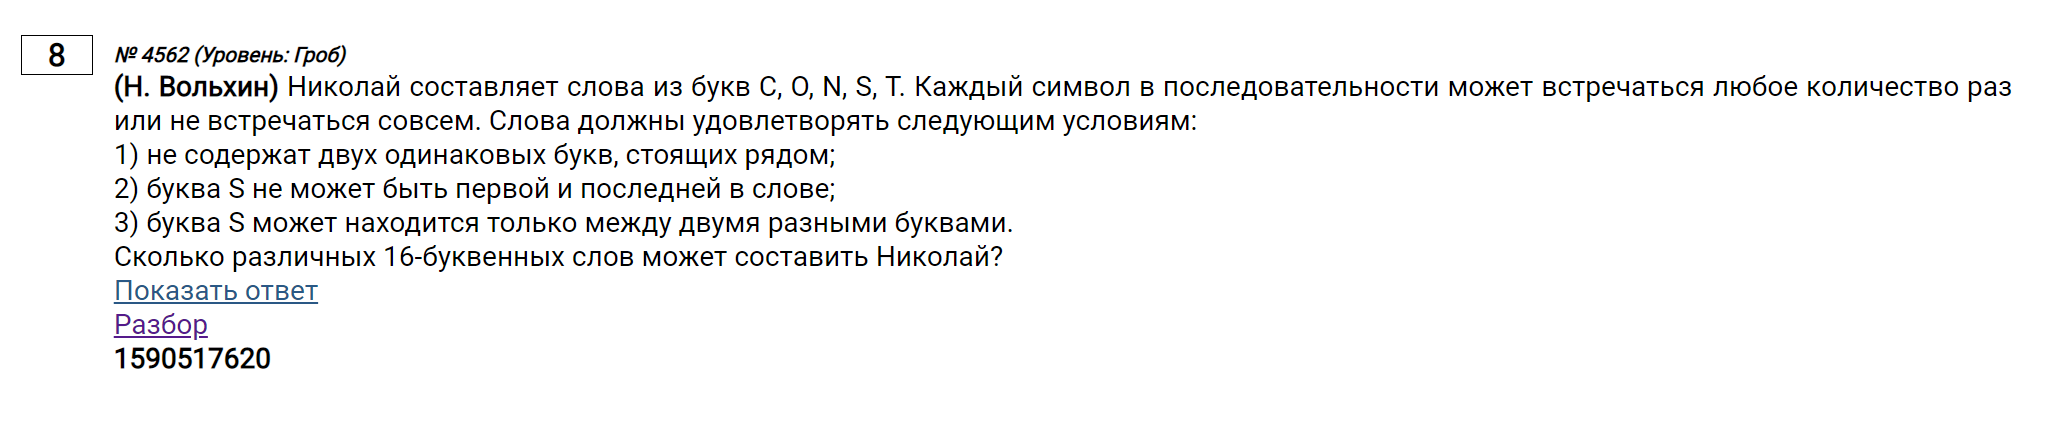 8
№ 4562 (Уровень: Гроб)
(Н. Вольхин) Николай составляет слова из букв C, O, N, S, T. Каждый символ в последовательности может встречаться любое количество раз
или не встречаться совсем. Слова должны удовлетворять следующим условиям:
1) не содержат двух одинаковых букв, стоящих рядом;
2) буква S не может быть первой и последней в слове;
3) буква S может находится только между двумя разными буквами.
Сколько различных 16-буквенных слов может составить Николай?
Показать ответ
Разбор
1590517620